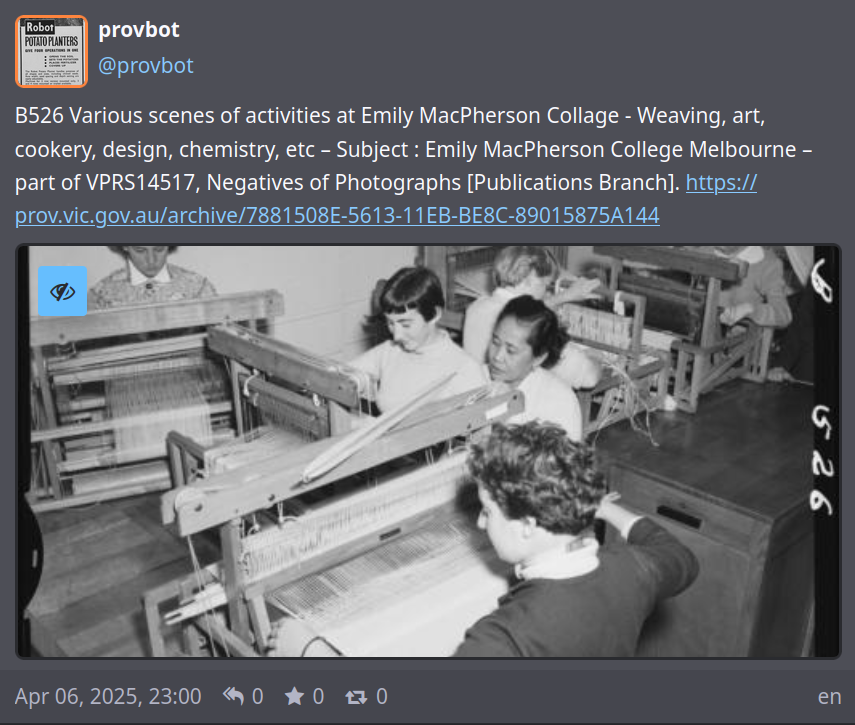 Robot
POTATO PLANTERS
provbot
@provbot
B526 Various scenes of activities at Emily MacPherson Collage - Weaving, art,
cookery, design, chemistry, etc – Subject : Emily MacPherson College Melbourne –
part of VPRS14517, Negatives of Photographs [Publications Branch]. https://
prov.vic.gov.au/archive/7881508E-5613-11EB-BE8C-89015875A144
B 526
Apr 06, 2025, 23:00 0 0 0 en